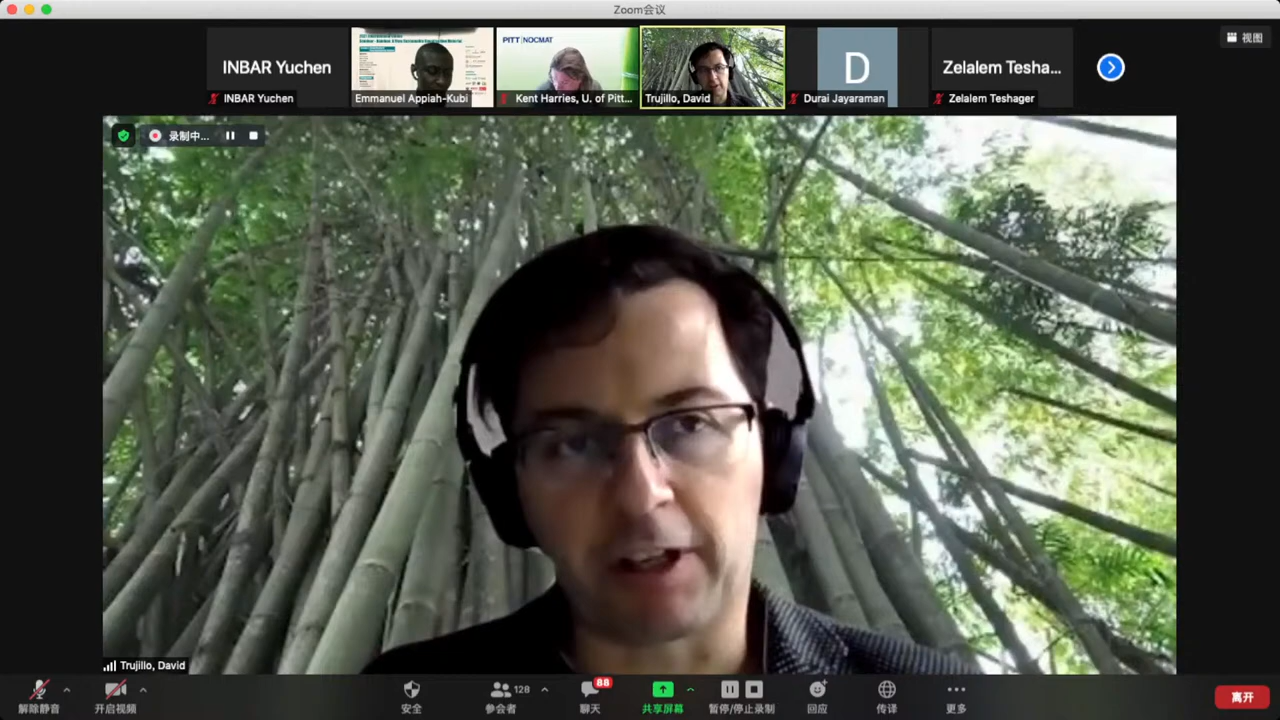 Zoom会议
INBAR Yuchen
INBAR Yuchen
Emmanuel Appiah-Kubi
PITT | NOCMAT
Kent Harries, U. of Pitt...
Trujillo, David
D
Durai Jayaraman
Zelalem Tesha...
Zelalem Teshager
视图
录制中...
Trujillo, David
解除静音
开启视频
安全
128
参会者
88
聊天
共享屏幕
暂停/停止录制
回应
传译
更多
离开